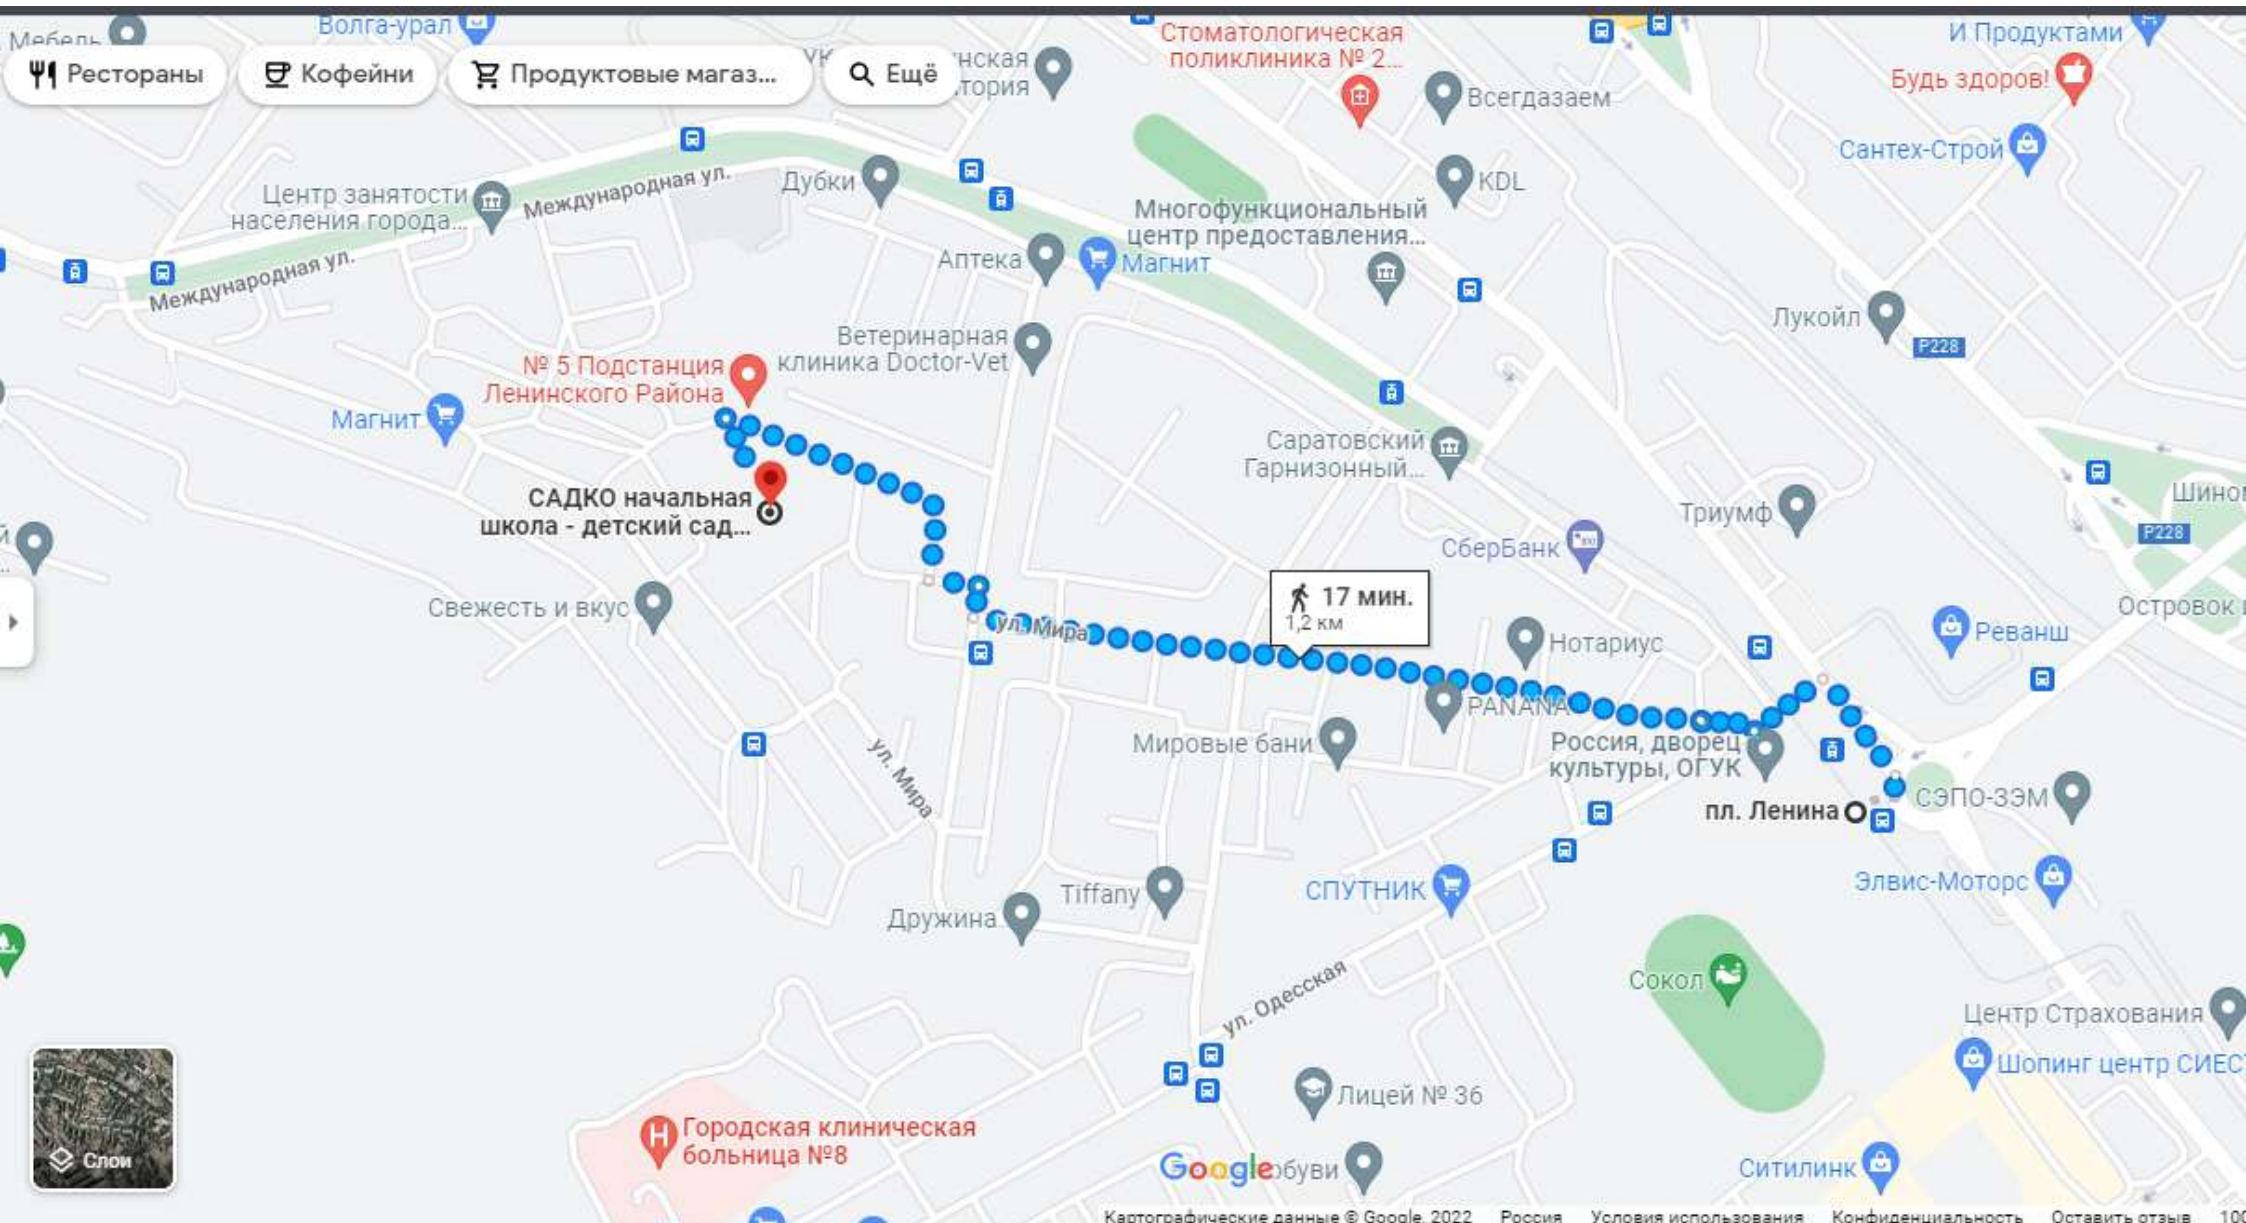 Мебель
Волга-урал
Стоматологическая
поликлиника № 2...
И Продуктами
Рестораны
Кофейни
Продуктовые магаз...
Ещё
Будь здоров!
Всегдазаем
Сантех-Строй
Центр занятости
населения города...
Международная ул.
Дубки
KDL
Многофункциональный
центр предоставления...
Аптека
Магнит
Международная ул.
Лукойл
Р228
Ветеринарная
клиника Doctor-Vet
№ 5 Подстанция
Ленинского Района
Магнит
Саратовский
Гарнизонный...
САДКО начальная
школа - детский сад...
Триумф
Р228
СберБанк
Свежесть и вкус
17 мин.
1,2 км
ул. Мира
Нотариус
Реванш
Островок
PANANA
Мировые бани
Россия, дворец
культуры, ОГУК
ул. Мира
пл. Ленина
СЭПО-ЗЭМ
Tiffany
СПУТНИК
Элвис-Моторс
Дружина
Сокол
ул. Одесская
Центр Страхования
Шопинг центр СИЕС
Лицей № 36
Городская клиническая
больница №8
Слои
Google
обуви
Ситилинк
Картографические данные © Google, 2022 Россия Условия использования Конфиденциальность Оставить отзыв